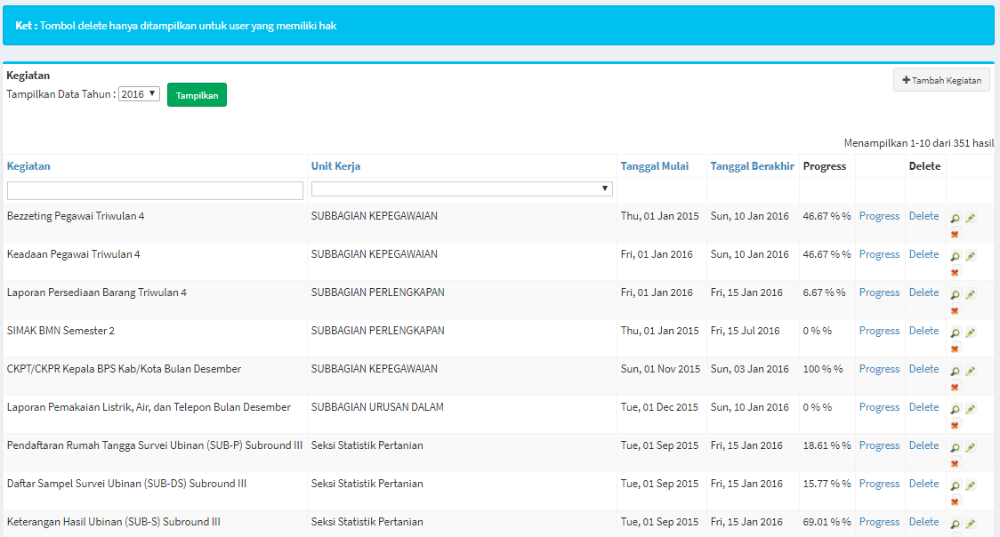 Ket : Tombol delete hanya ditampilkan untuk user yang memiliki hak
Kegiatan
Tampilkan Data Tahun : 2016 Tampilkan
Tambah Kegiatan
Menampilkan 1-10 dari 351 hasil
Kegiatan Unit Kerja Tanggal Mulai Tanggal Berakhir Progress Delete
Bezzeting Pegawai Triwulan 4 SUBBAGIAN KEPEGAWAIAN Thu, 01 Jan 2015 Sun, 10 Jan 2016 46.67 % % Progress Delete
Keadaan Pegawai Triwulan 4 SUBBAGIAN KEPEGAWAIAN Fri, 01 Jan 2016 Sun, 10 Jan 2016 46.67 % % Progress Delete
Laporan Persediaan Barang Triwulan 4 SUBBAGIAN PERLENGKAPAN Fri, 01 Jan 2016 Fri, 15 Jan 2016 6.67 % % Progress Delete
SIMAK BMN Semester 2 SUBBAGIAN PERLENGKAPAN Thu, 01 Jan 2015 Fri, 15 Jul 2016 0 % % Progress Delete
CKPT/CKPR Kepala BPS Kab/Kota Bulan Desember SUBBAGIAN KEPEGAWAIAN Sun, 01 Nov 2015 Sun, 03 Jan 2016 100 % % Progress Delete
Laporan Pemakaian Listrik, Air, dan Telepon Bulan Desember SUBBAGIAN URUSAN DALAM Tue, 01 Dec 2015 Sun, 10 Jan 2016 0 % % Progress Delete
Pendaftaran Rumah Tangga Survei Ubinan (SUB-P) Subround III Seksi Statistik Pertanian Tue, 01 Sep 2015 Fri, 15 Jan 2016 18.61 % % Progress Delete
Daftar Sampel Survei Ubinan (SUB-DS) Subround III Seksi Statistik Pertanian Tue, 01 Sep 2015 Fri, 15 Jan 2016 15.77 % % Progress Delete
Keterangan Hasil Ubinan (SUB-S) Subround III Seksi Statistik Pertanian Tue, 01 Sep 2015 Fri, 15 Jan 2016 69.01 % % Progress Delete